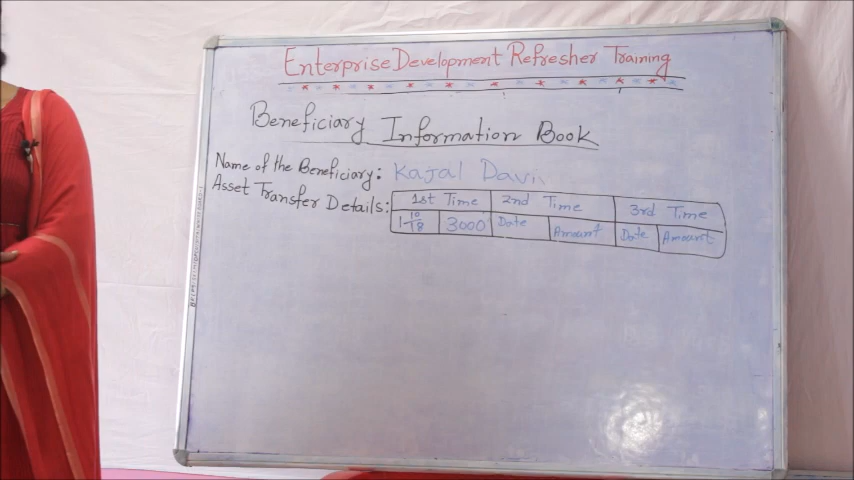 Enterprise Development Refresher Training
Beneficiary Information Book
Name of the Beneficiary: Kajal Davi
Asset Transfer Details:
1st Time 2nd Time 3rd Time
1-10-18 3000 Date Amount Date Amount